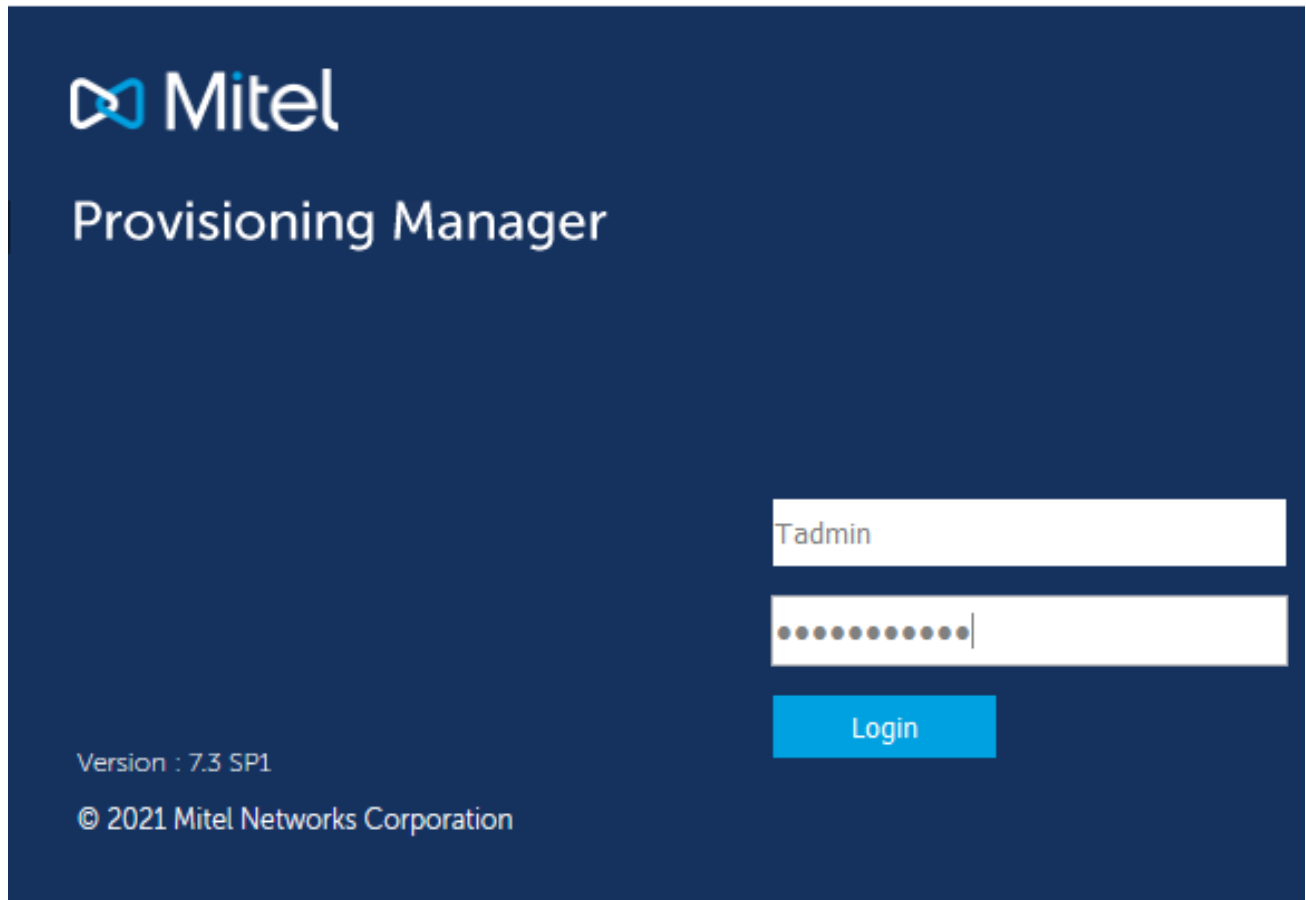 Mitel
Provisioning Manager
Tadmin
●●●●●●●●●●●
Login
Version : 7.3 SP1
© 2021 Mitel Networks Corporation